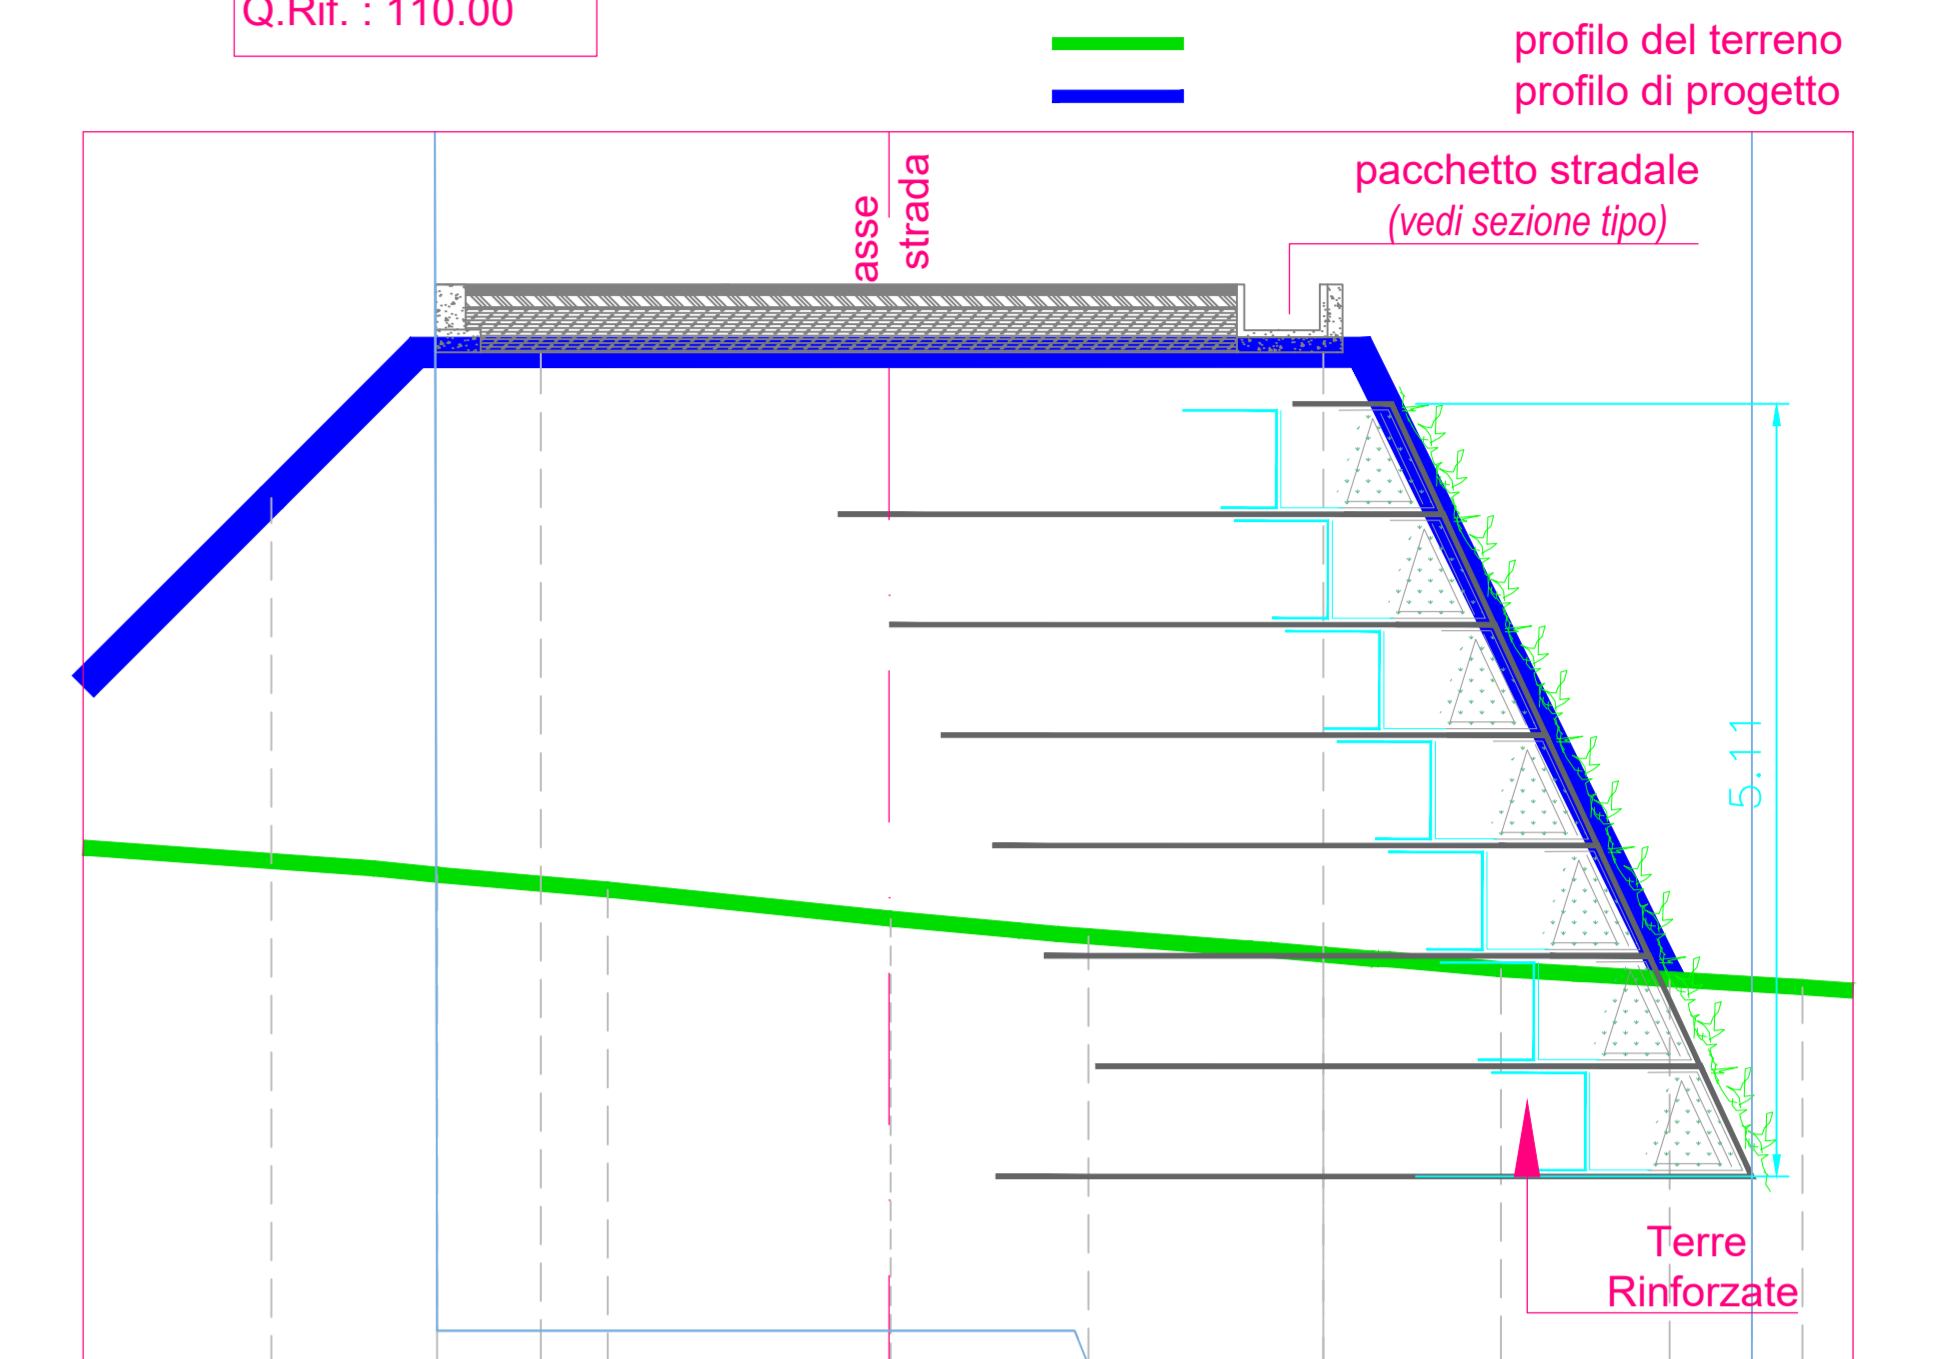 Q.Rif. : 110.00
profilo del terreno
profilo di progetto
asse
strada
pacchetto stradale
(vedi sezione tipo)
5.11
Terre
Rinforzate